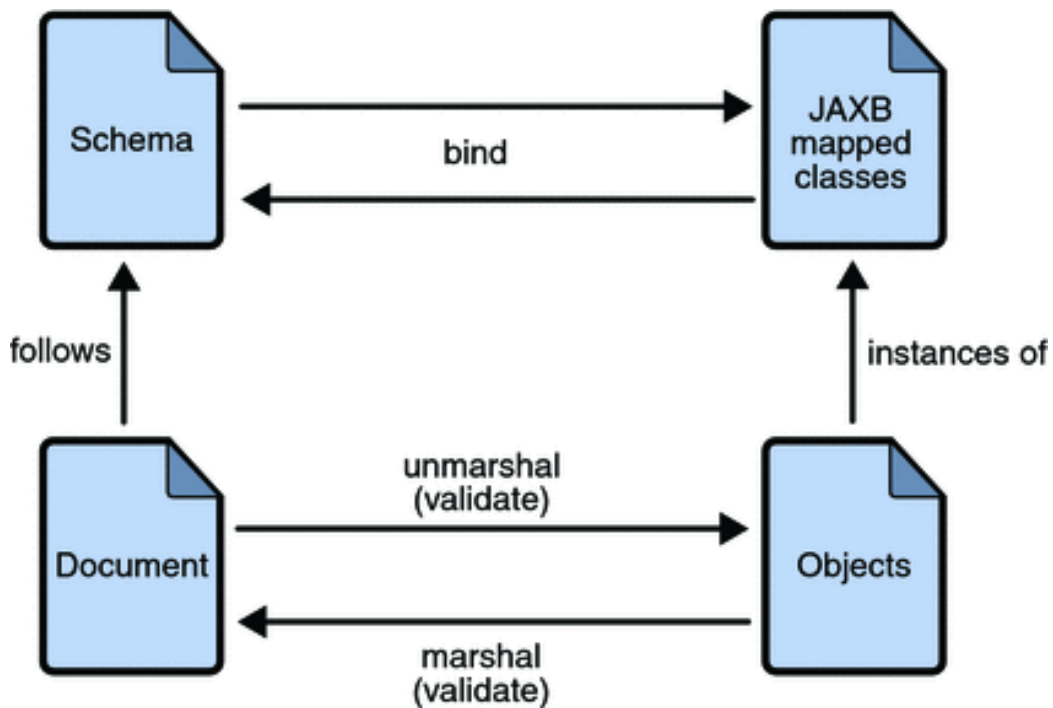 Schema
bind
JAXB
mapped
classes
follows
instances of
unmarshal
(validate)
Document
Objects
marshal
(validate)